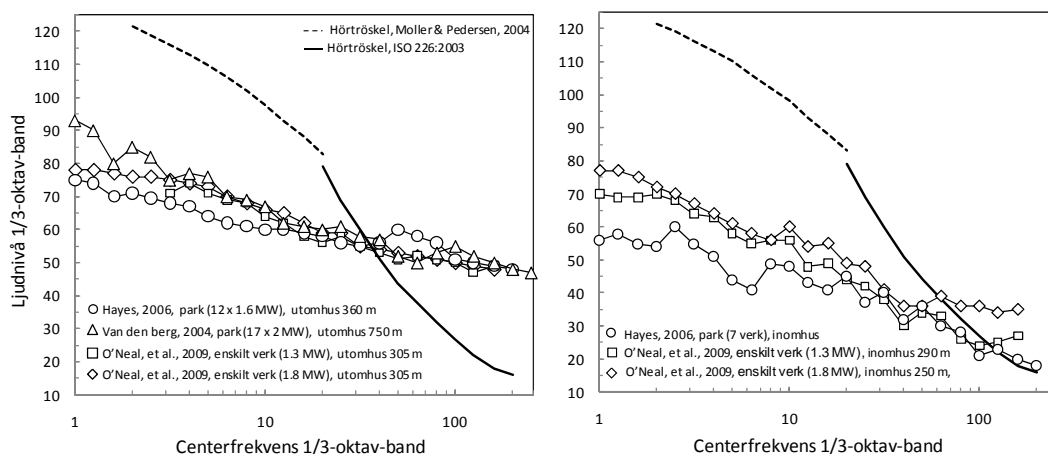 120
110
100
90
80
70
60
50
40
30
20
10
Ljudnivå 1/3-oktav-band
Hörtröskel, Moller & Pedersen, 2004
Hörtröskel, ISO 226:2003
Hayes, 2006, park (12 x 1.6 MW), utomhus 360 m
Van den berg, 2004, park (17 x 2 MW), utomhus 750 m
O'Neal, et al., 2009, enskilt verk (1.3 MW), utomhus 305 m
O'Neal, et al., 2009, enskilt verk (1.8 MW), utomhus 305 m
1 10 100
Centerfrekvens 1/3-oktav-band
120
110
100
90
80
70
60
50
40
30
20
10
Hayes, 2006, park (7 verk), inomhus
O'Neal, et al., 2009, enskilt verk (1.3 MW), inomhus 290 m
O'Neal, et al., 2009, enskilt verk (1.8 MW), inomhus 250 m,
1 10 100
Centerfrekvens 1/3-oktav-band